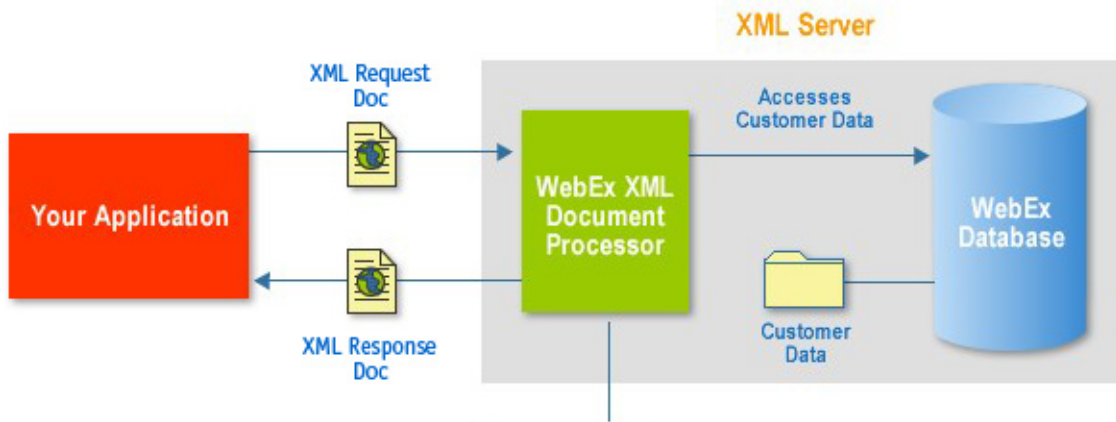 XML Server
XML Request
Doc
Accesses
Customer Data
Your Application
WebEx XML
Document
Processor
WebEx
Database
XML Response
Doc
Customer
Data